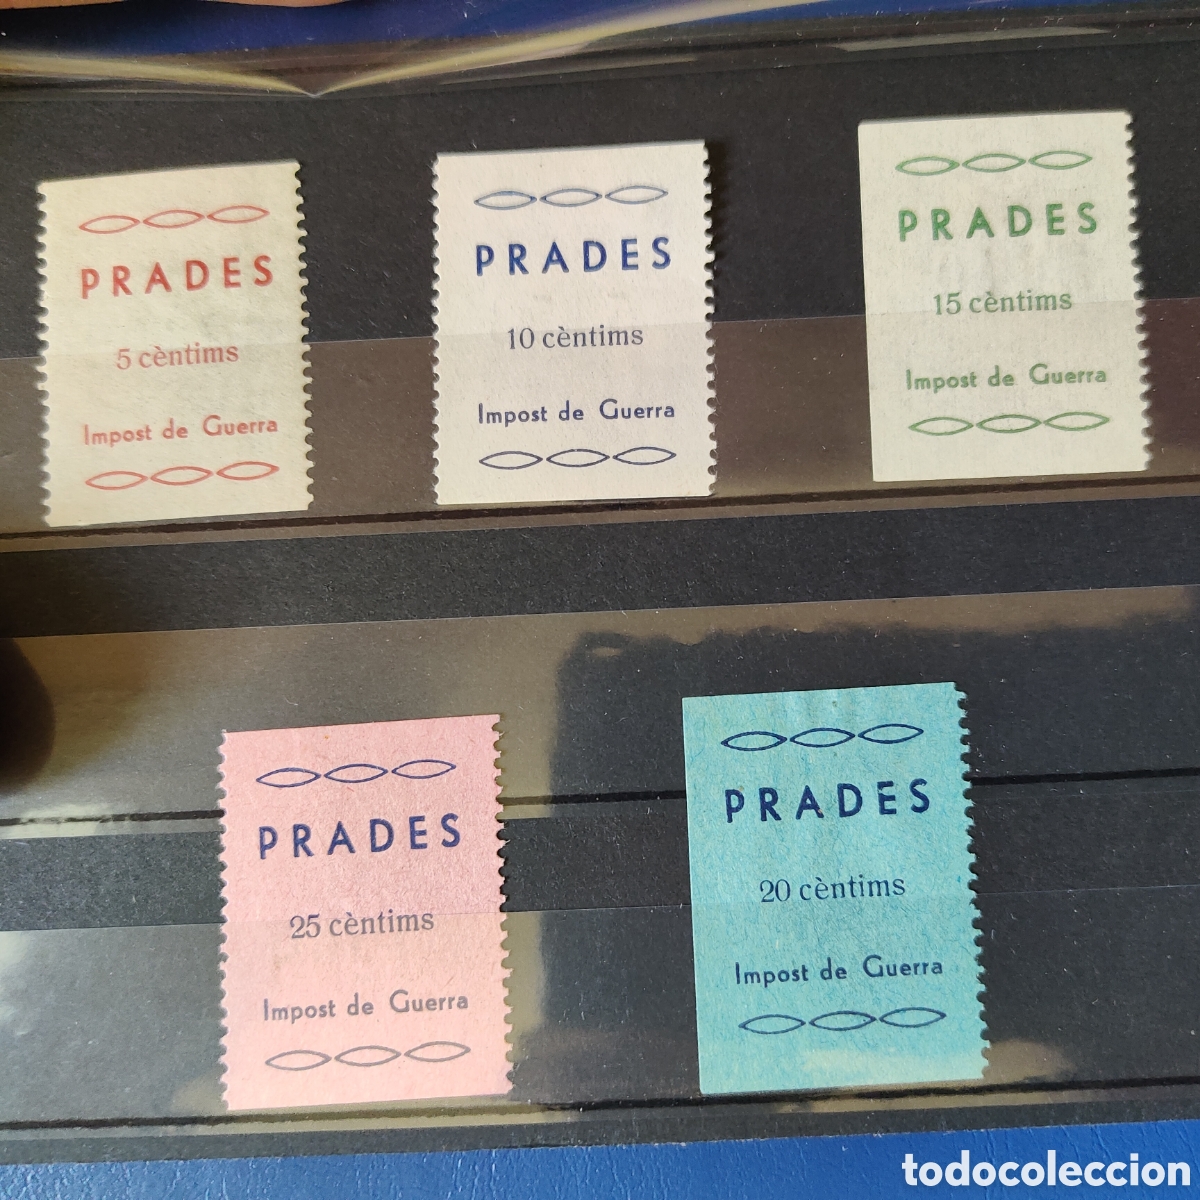 PRADES
5 cèntims
Impost de Guerra
PRADES
10 cèntims
Impost de Guerra
PRADES
15 cèntims
Impost de Guerra
PRADES
25 cèntims
Impost de Guerra
PRADES
20 cèntims
Impost de Guerra
todocoleccion